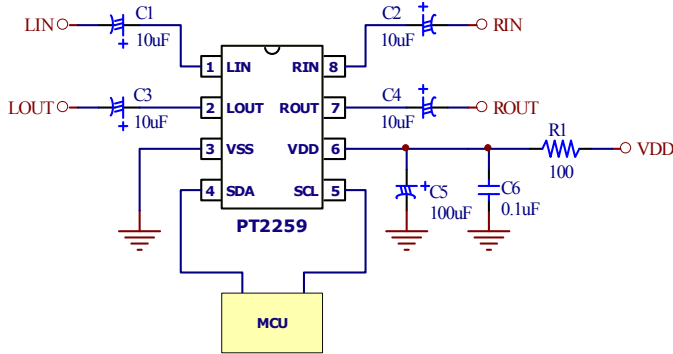 LIN
C1
+
10uF
C2
+
10uF
RIN
1 LIN
RIN 8
LOUT
C3
+
10uF
2 LOUT
ROUT 7
C4
+
10uF
ROUT
3 VSS
VDD 6
R1
100
VDD
4 SDA
SCL 5
+
C5
100uF
C6
0.1uF
PT2259
MCU